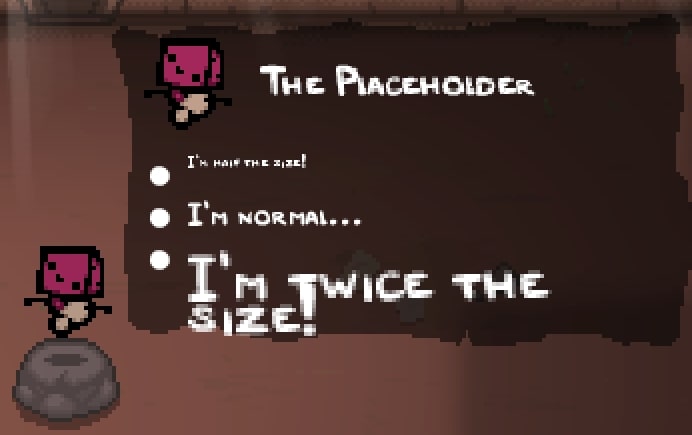 The Placeholder
I'm half the size!
I'm normal...
I'm twice the
size!